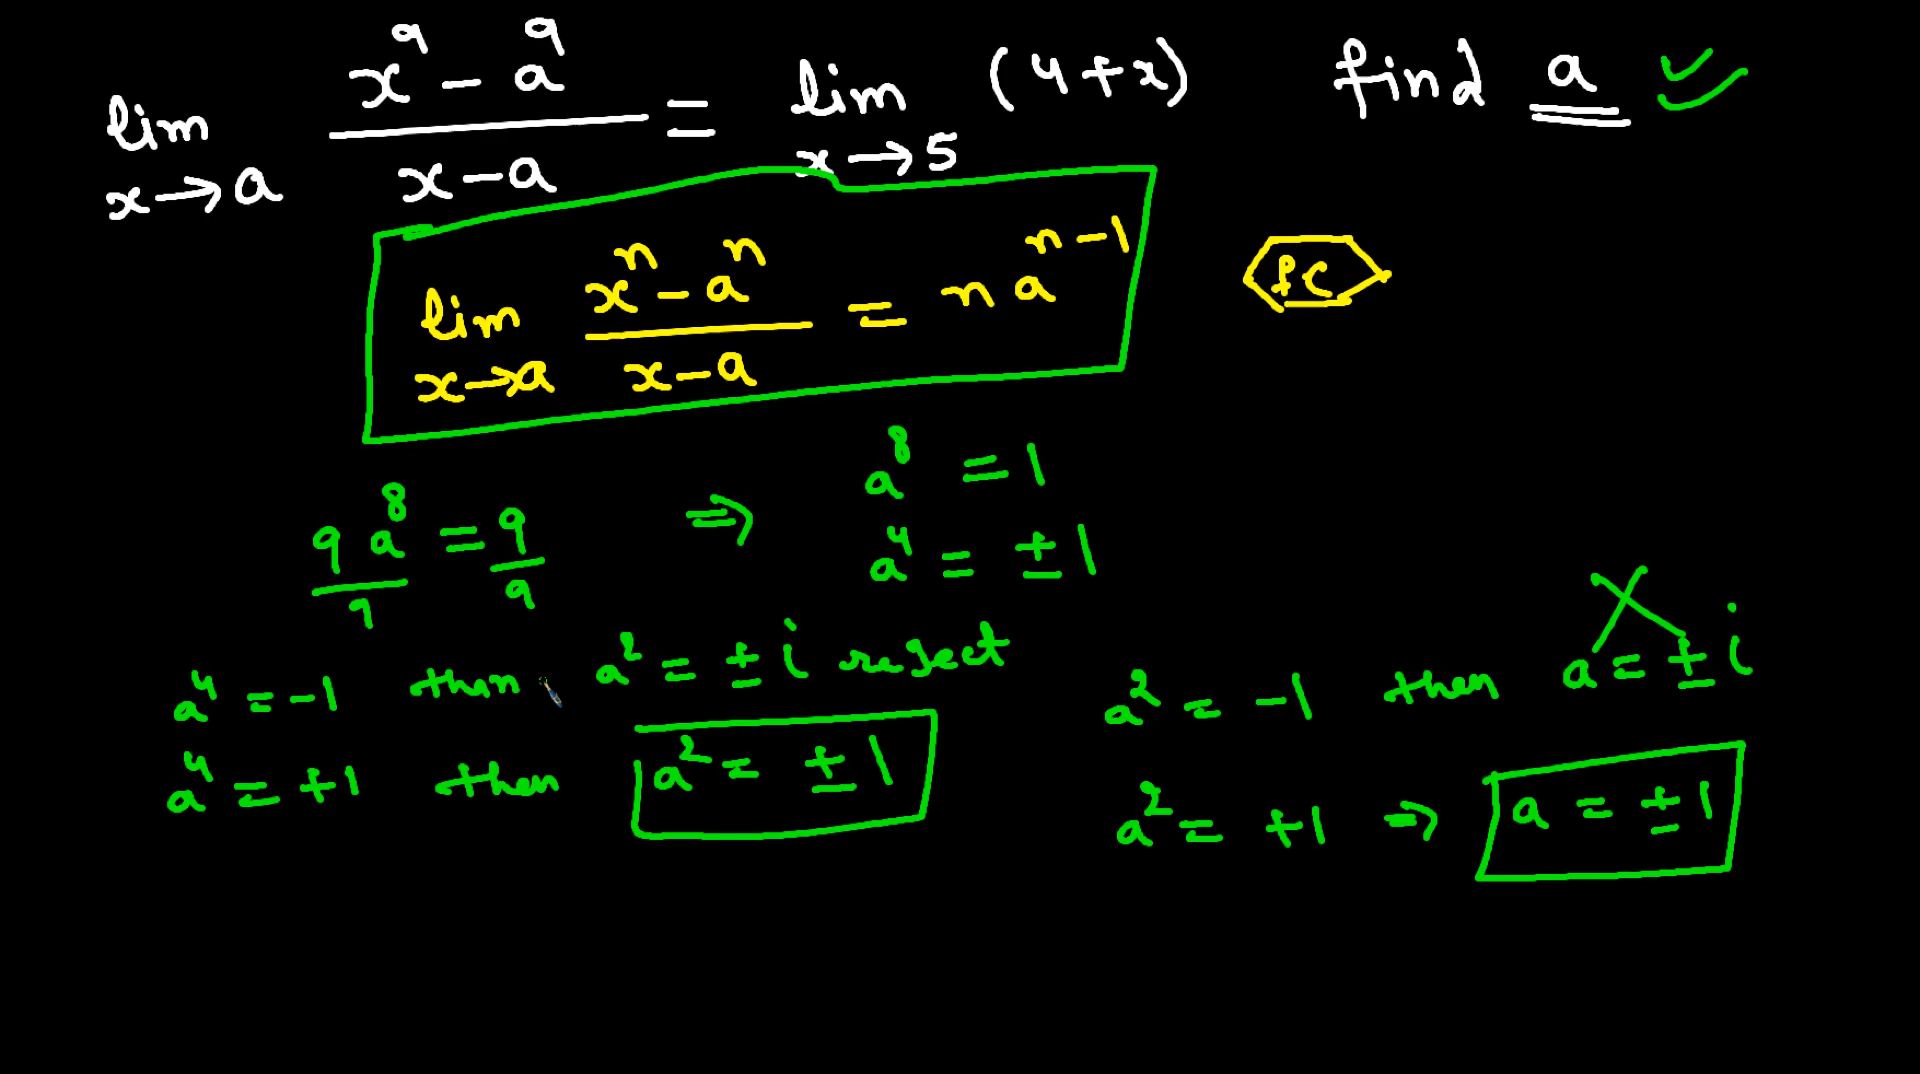 lim x→a (x^9 - a^9)/(x - a) = lim x→5 (4+x) find a
lim x→a (x^n - a^n)/(x - a) = n a^(n-1)
fC
9a^8/9 = 9/9 ⇒ a^8 = 1
a^4 = ±1
a^4 = -1 then a^2 = ±i reject
a^4 = +1 then a^2 = ±1
a^2 = -1 then a = ±i
a^2 = +1 ⇒ a = ±1